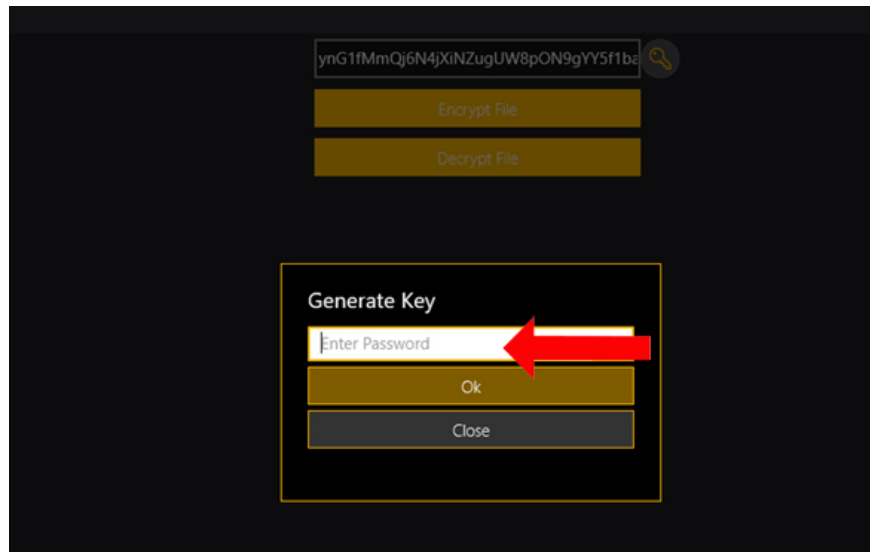 ynG1fMmQj6N4jXiNZugUW8pON9gYY5f1ba
Encrypt File
Decrypt File
Generate Key
Enter Password
Ok
Close